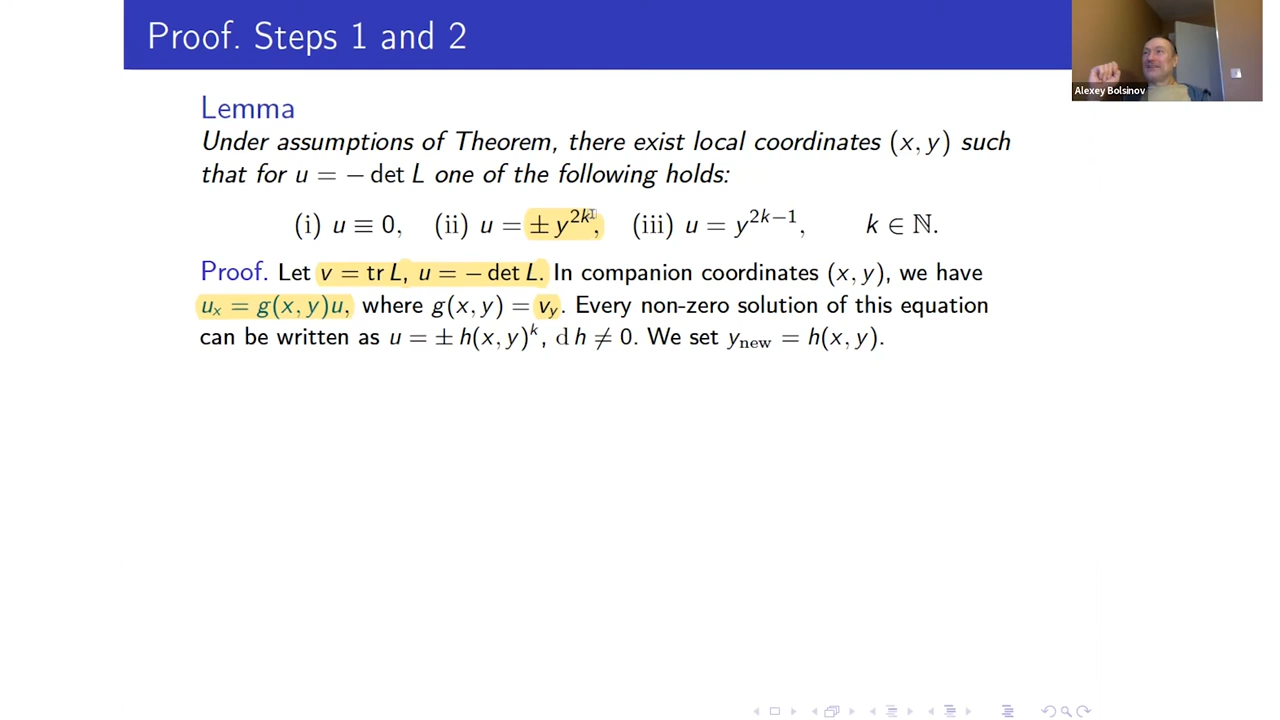 Proof. Steps 1 and 2
Alexey Bolsinov
Lemma
Under assumptions of Theorem, there exist local coordinates (x, y) such
that for u = − det L one of the following holds:
(i) u ≡ 0, (ii) u = ± y^{2k}, (iii) u = y^{2k−1}, k ∈ ℕ.
Proof. Let v = tr L, u = − det L. In companion coordinates (x, y), we have
u_x = g(x, y)u, where g(x, y) = v_y. Every non-zero solution of this equation
can be written as u = ± h(x, y)^k, d h ≠ 0. We set y_new = h(x, y).